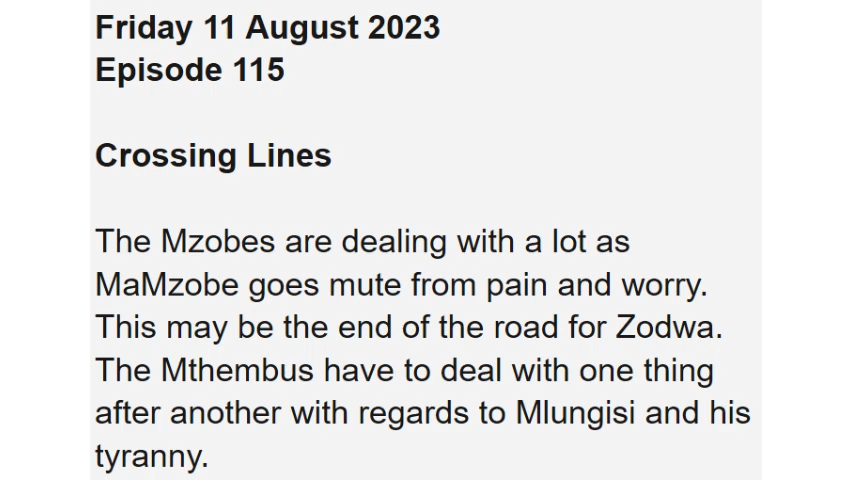 Friday 11 August 2023
Episode 115
Crossing Lines
The Mzobes are dealing with a lot as
MaMzobe goes mute from pain and worry.
This may be the end of the road for Zodwa.
The Mthembus have to deal with one thing
after another with regards to Mlungisi and his
tyranny.